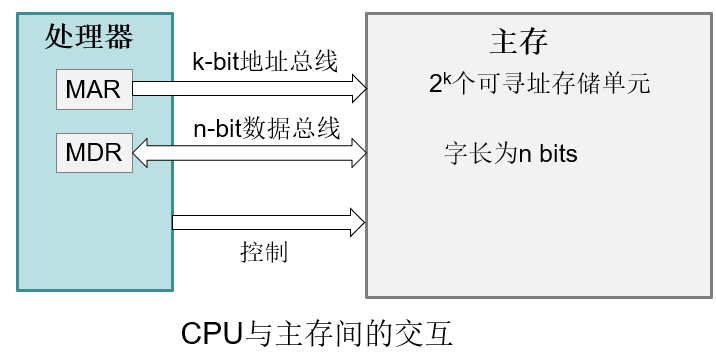 处理器
MAR
MDR
k-bit地址总线
n-bit数据总线
控制
主存
2ᵏ个可寻址存储单元
字长为n bits
CPU与主存间的交互